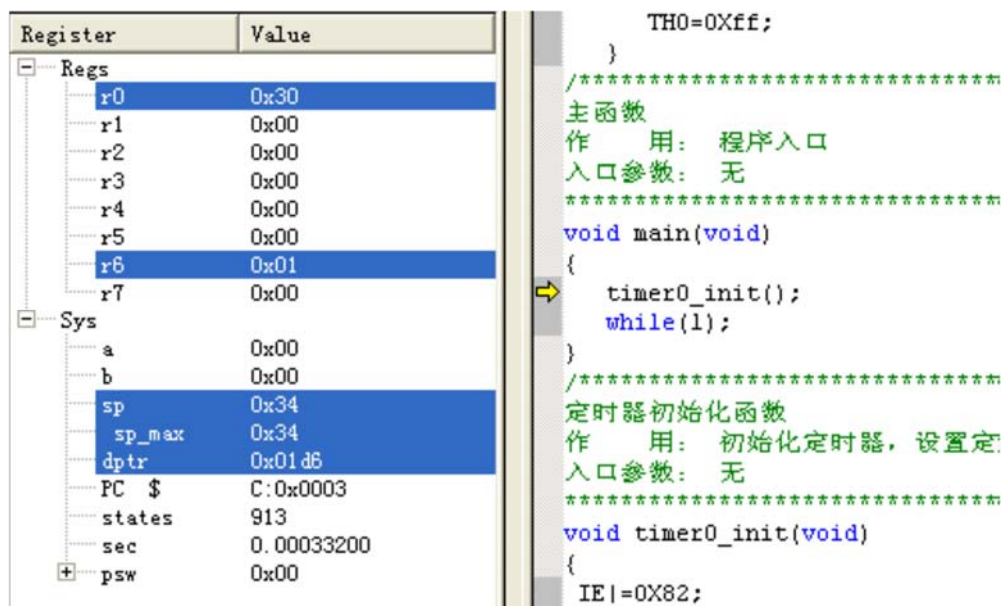 Register Value
Regs
r0 0x30
r1 0x00
r2 0x00
r3 0x00
r4 0x00
r5 0x00
r6 0x01
r7 0x00
Sys
a 0x00
b 0x00
sp 0x34
sp_max 0x34
dptr 0x01d6
PC $ C:0x0003
states 913
sec 0.00033200
psw 0x00
TH0=0Xff;
}
/*******************************
主函数
作 用: 程序入口
入口参数: 无
********************************
void main(void)
{
timer0_init();
while(1);
}
/*******************************
定时器初始化函数
作 用: 初始化定时器,设置定
入口参数: 无
********************************
void timer0_init(void)
{
IE|=0X82;